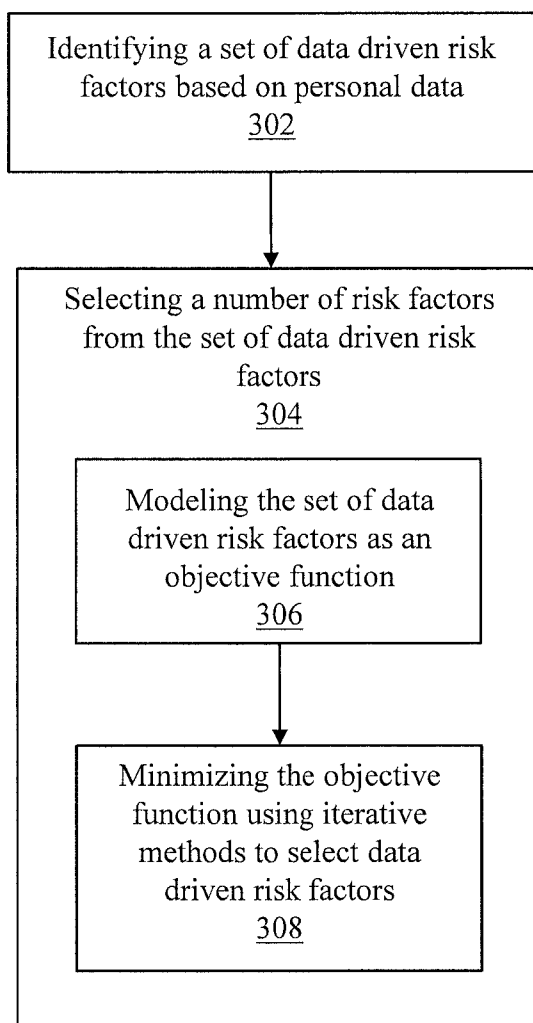 Identifying a set of data driven risk
factors based on personal data
302
Selecting a number of risk factors
from the set of data driven risk
factors
304
Modeling the set of data
driven risk factors as an
objective function
306
Minimizing the objective
function using iterative
methods to select data
driven risk factors
308